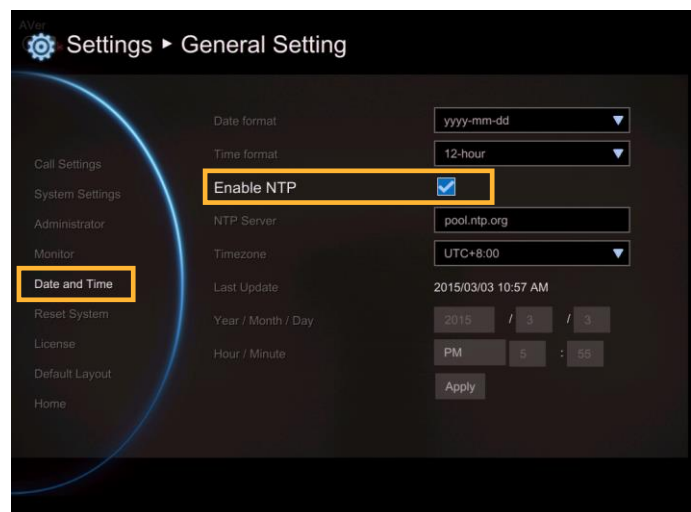 AVer
Settings ▸ General Setting
Call Settings
System Settings
Administrator
Monitor
Date and Time
Reset System
License
Default Layout
Home
Date format yyyy-mm-dd
Time format 12-hour
Enable NTP
NTP Server pool.ntp.org
Timezone UTC+8:00
Last Update 2015/03/03 10:57 AM
Year / Month / Day 2015 / 3 / 3
Hour / Minute PM 5 : 55
Apply